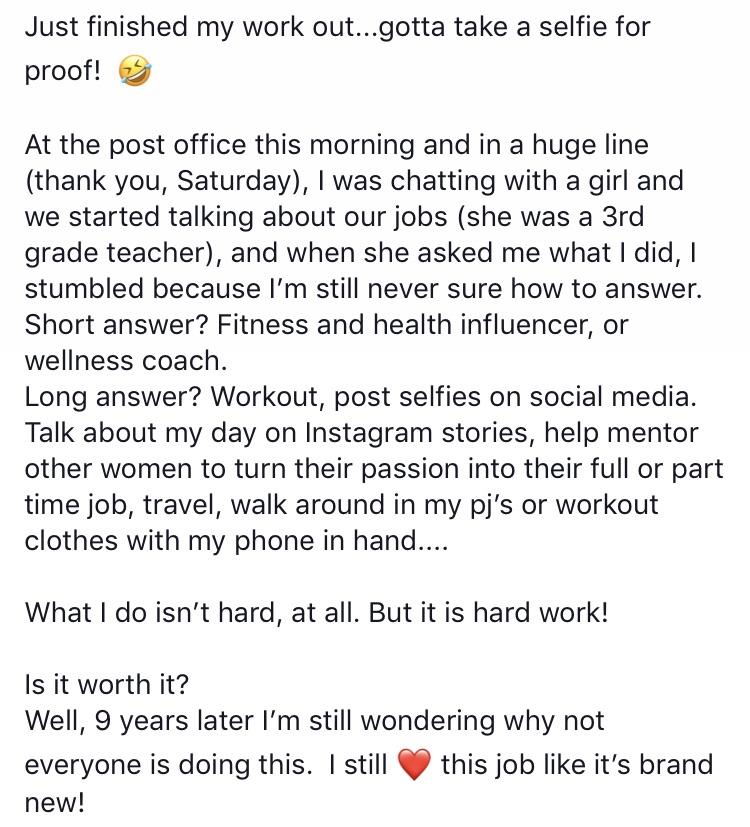 Just finished my work out...gotta take a selfie for
proof! 🤣
At the post office this morning and in a huge line
(thank you, Saturday), I was chatting with a girl and
we started talking about our jobs (she was a 3rd
grade teacher), and when she asked me what I did, I
stumbled because I’m still never sure how to answer.
Short answer? Fitness and health influencer, or
wellness coach.
Long answer? Workout, post selfies on social media.
Talk about my day on Instagram stories, help mentor
other women to turn their passion into their full or part
time job, travel, walk around in my pj’s or workout
clothes with my phone in hand....
What I do isn’t hard, at all. But it is hard work!
Is it worth it?
Well, 9 years later I’m still wondering why not
everyone is doing this.  I still ❤️ this job like it’s brand
new!